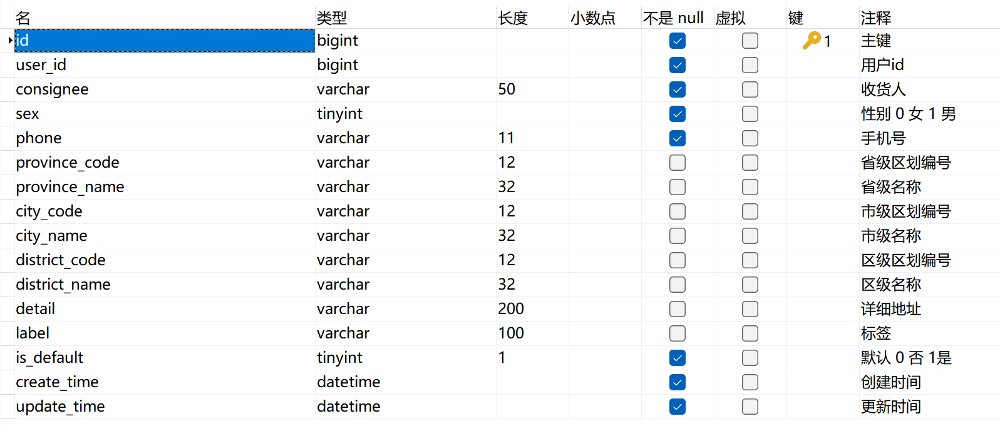 名 类型 长度 小数点 不是 null 虚拟 键 注释
id bigint 1 主键
user_id bigint 用户id
consignee varchar 50 收货人
sex tinyint 性别 0 女 1 男
phone varchar 11 手机号
province_code varchar 12 省级区划编号
province_name varchar 32 省级名称
city_code varchar 12 市级区划编号
city_name varchar 32 市级名称
district_code varchar 12 区级区划编号
district_name varchar 32 区级名称
detail varchar 200 详细地址
label varchar 100 标签
is_default tinyint 1 默认 0 否 1是
create_time datetime 创建时间
update_time datetime 更新时间